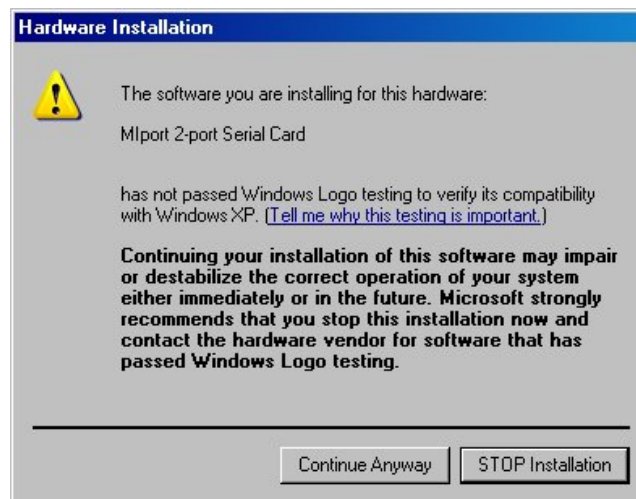 Hardware Installation
The software you are installing for this hardware:
MIport 2-port Serial Card
has not passed Windows Logo testing to verify its compatibility
with Windows XP. (Tell me why this testing is important.)
Continuing your installation of this software may impair
or destabilize the correct operation of your system
either immediately or in the future. Microsoft strongly
recommends that you stop this installation now and
contact the hardware vendor for software that has
passed Windows Logo testing.
Continue Anyway
STOP Installation